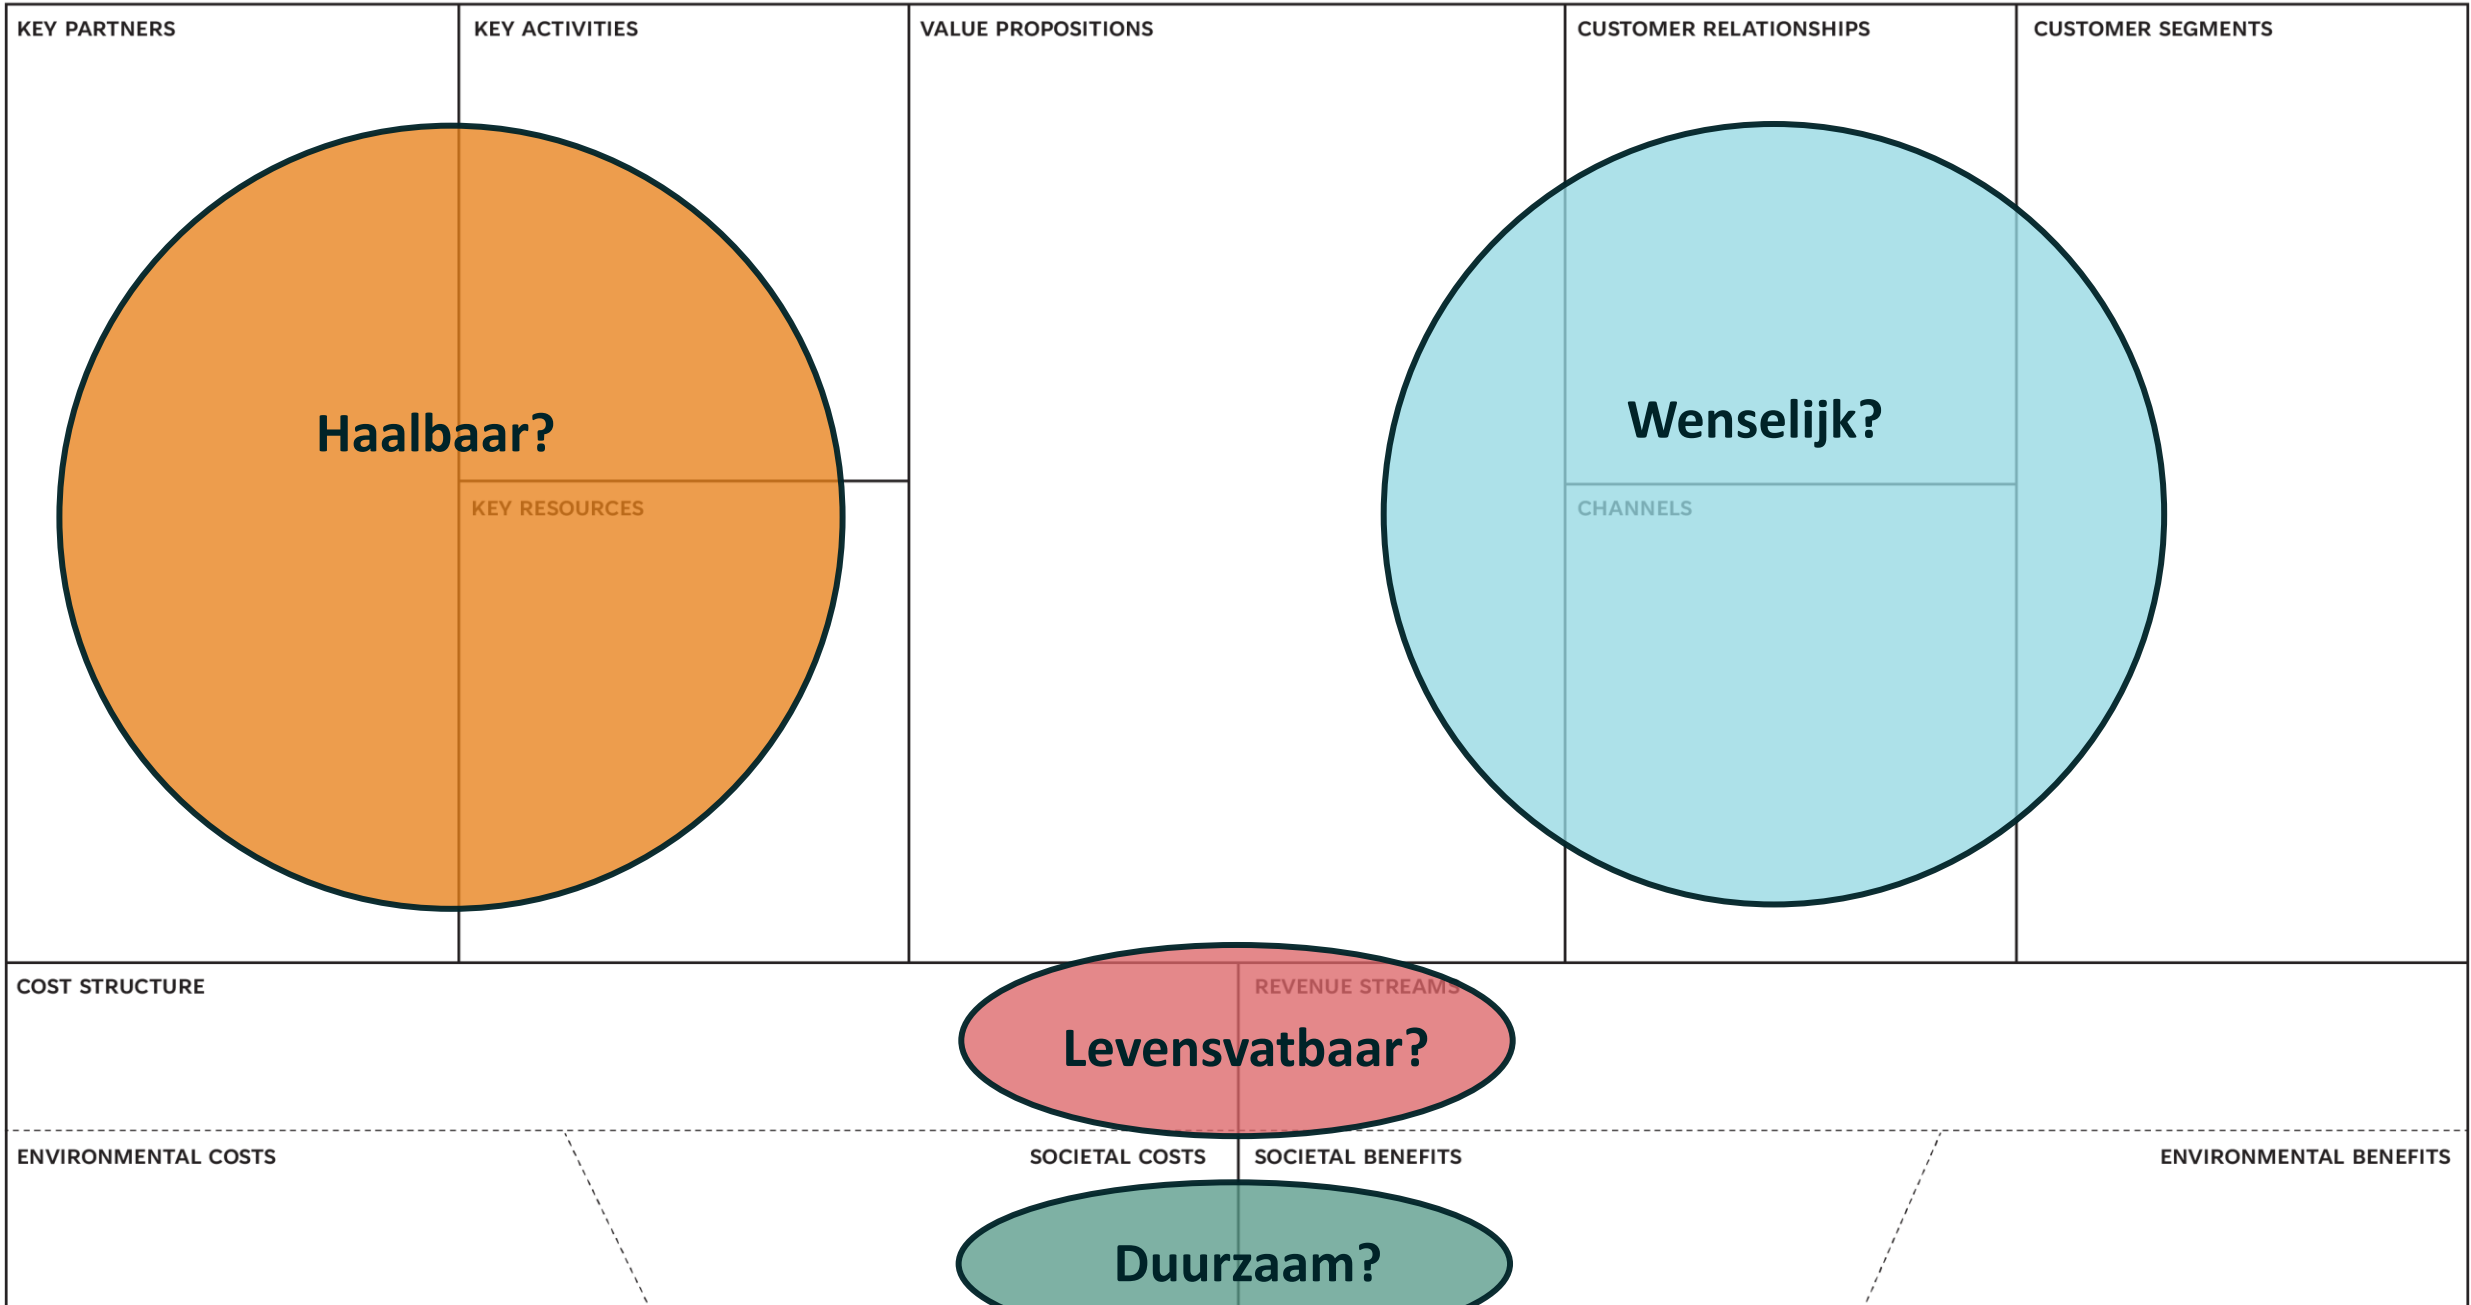 KEY PARTNERS
KEY ACTIVITIES
VALUE PROPOSITIONS
CUSTOMER RELATIONSHIPS
CUSTOMER SEGMENTS
Haalbaar?
Wenselijk?
KEY RESOURCES
CHANNELS
COST STRUCTURE
REVENUE STREAMS
Levensvatbaar?
ENVIRONMENTAL COSTS
SOCIETAL COSTS
SOCIETAL BENEFITS
ENVIRONMENTAL BENEFITS
Duurzaam?